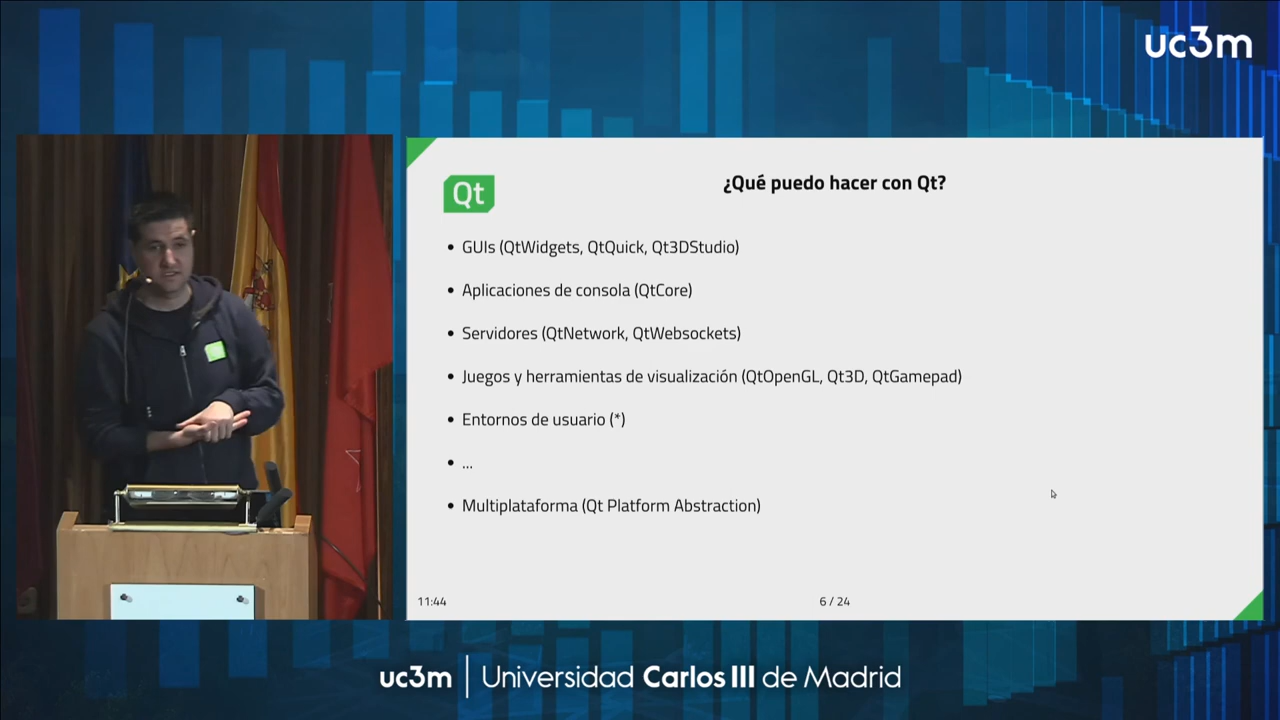 uc3m
Qt
¿Qué puedo hacer con Qt?
• GUIs (QtWidgets, QtQuick, Qt3DStudio)
• Aplicaciones de consola (QtCore)
• Servidores (QtNetwork, QtWebsockets)
• Juegos y herramientas de visualización (QtOpenGL, Qt3D, QtGamepad)
• Entornos de usuario (*)
• ...
• Multiplataforma (Qt Platform Abstraction)
11:44
6 / 24
uc3m | Universidad Carlos III de Madrid